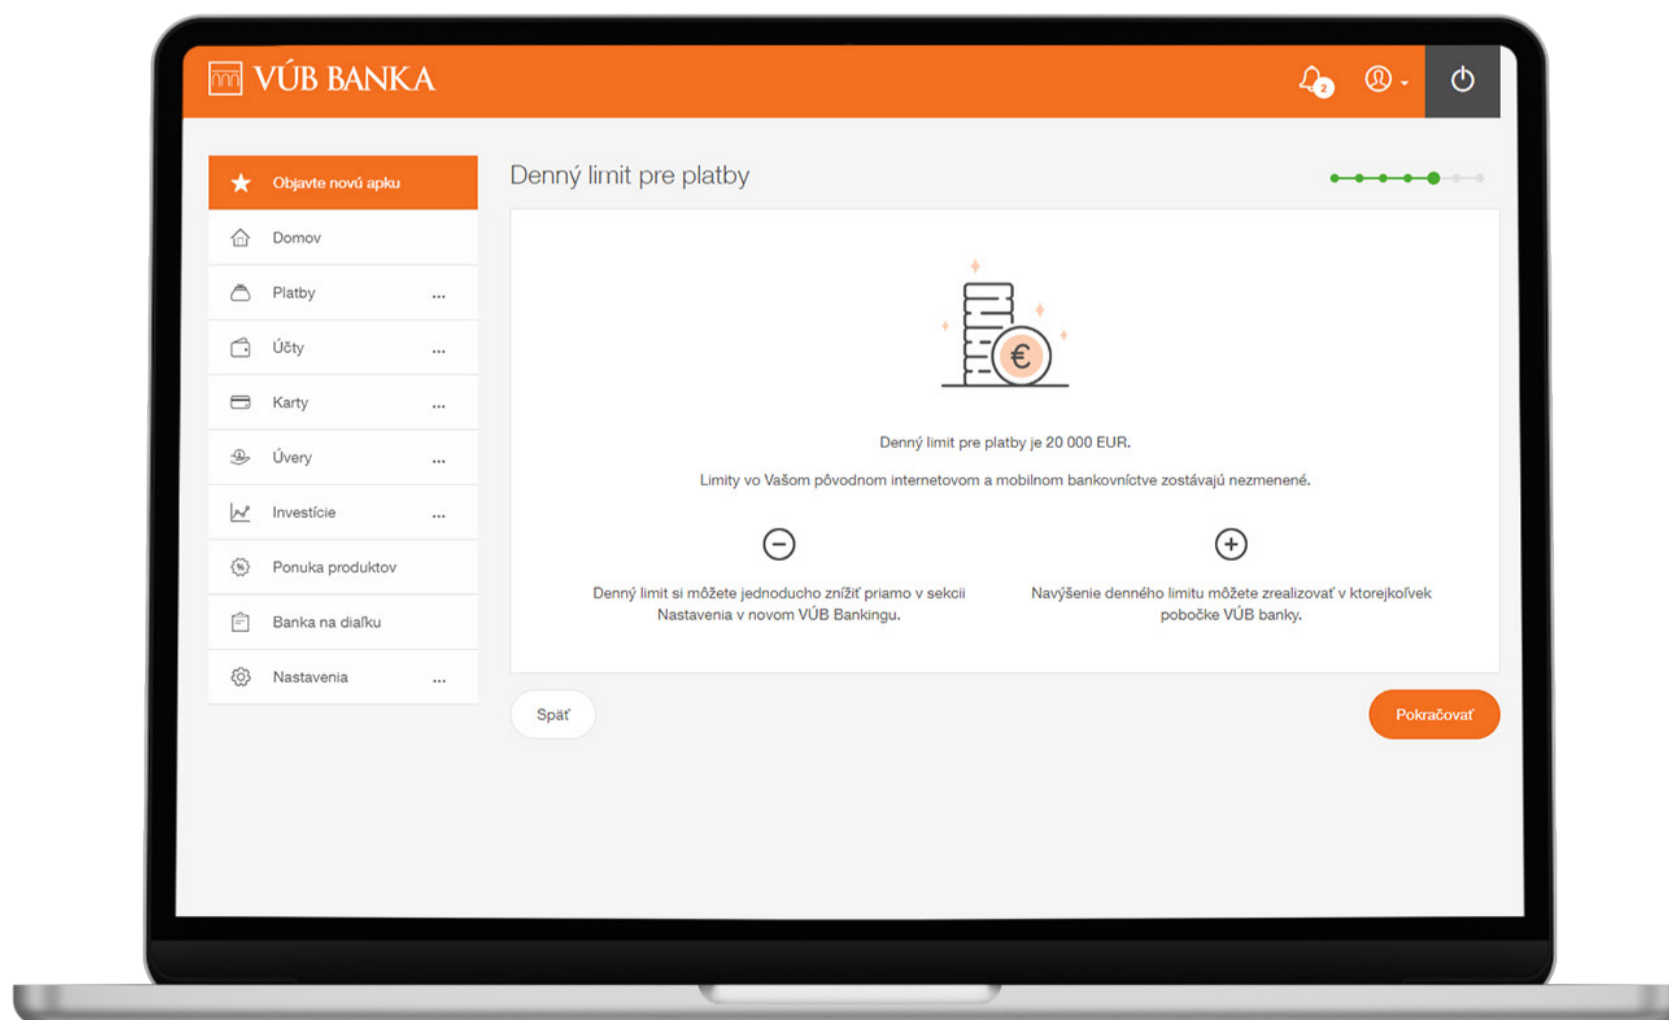 VÚB BANKA
2
Objavte novú apku
Domov
Platby ...
Účty ...
Karty ...
Úvery ...
Investície ...
Ponuka produktov
Banka na diaľku
Nastavenia ...
Denný limit pre platby
€
Denný limit pre platby je 20 000 EUR.
Limity vo Vašom pôvodnom internetovom a mobilnom bankovníctve zostávajú nezmenené.
Denný limit si môžete jednoducho znížiť priamo v sekcii
Nastavenia v novom VÚB Bankingu.
Navýšenie denného limitu môžete zrealizovať v ktorejkoľvek
pobočke VÚB banky.
Späť
Pokračovať